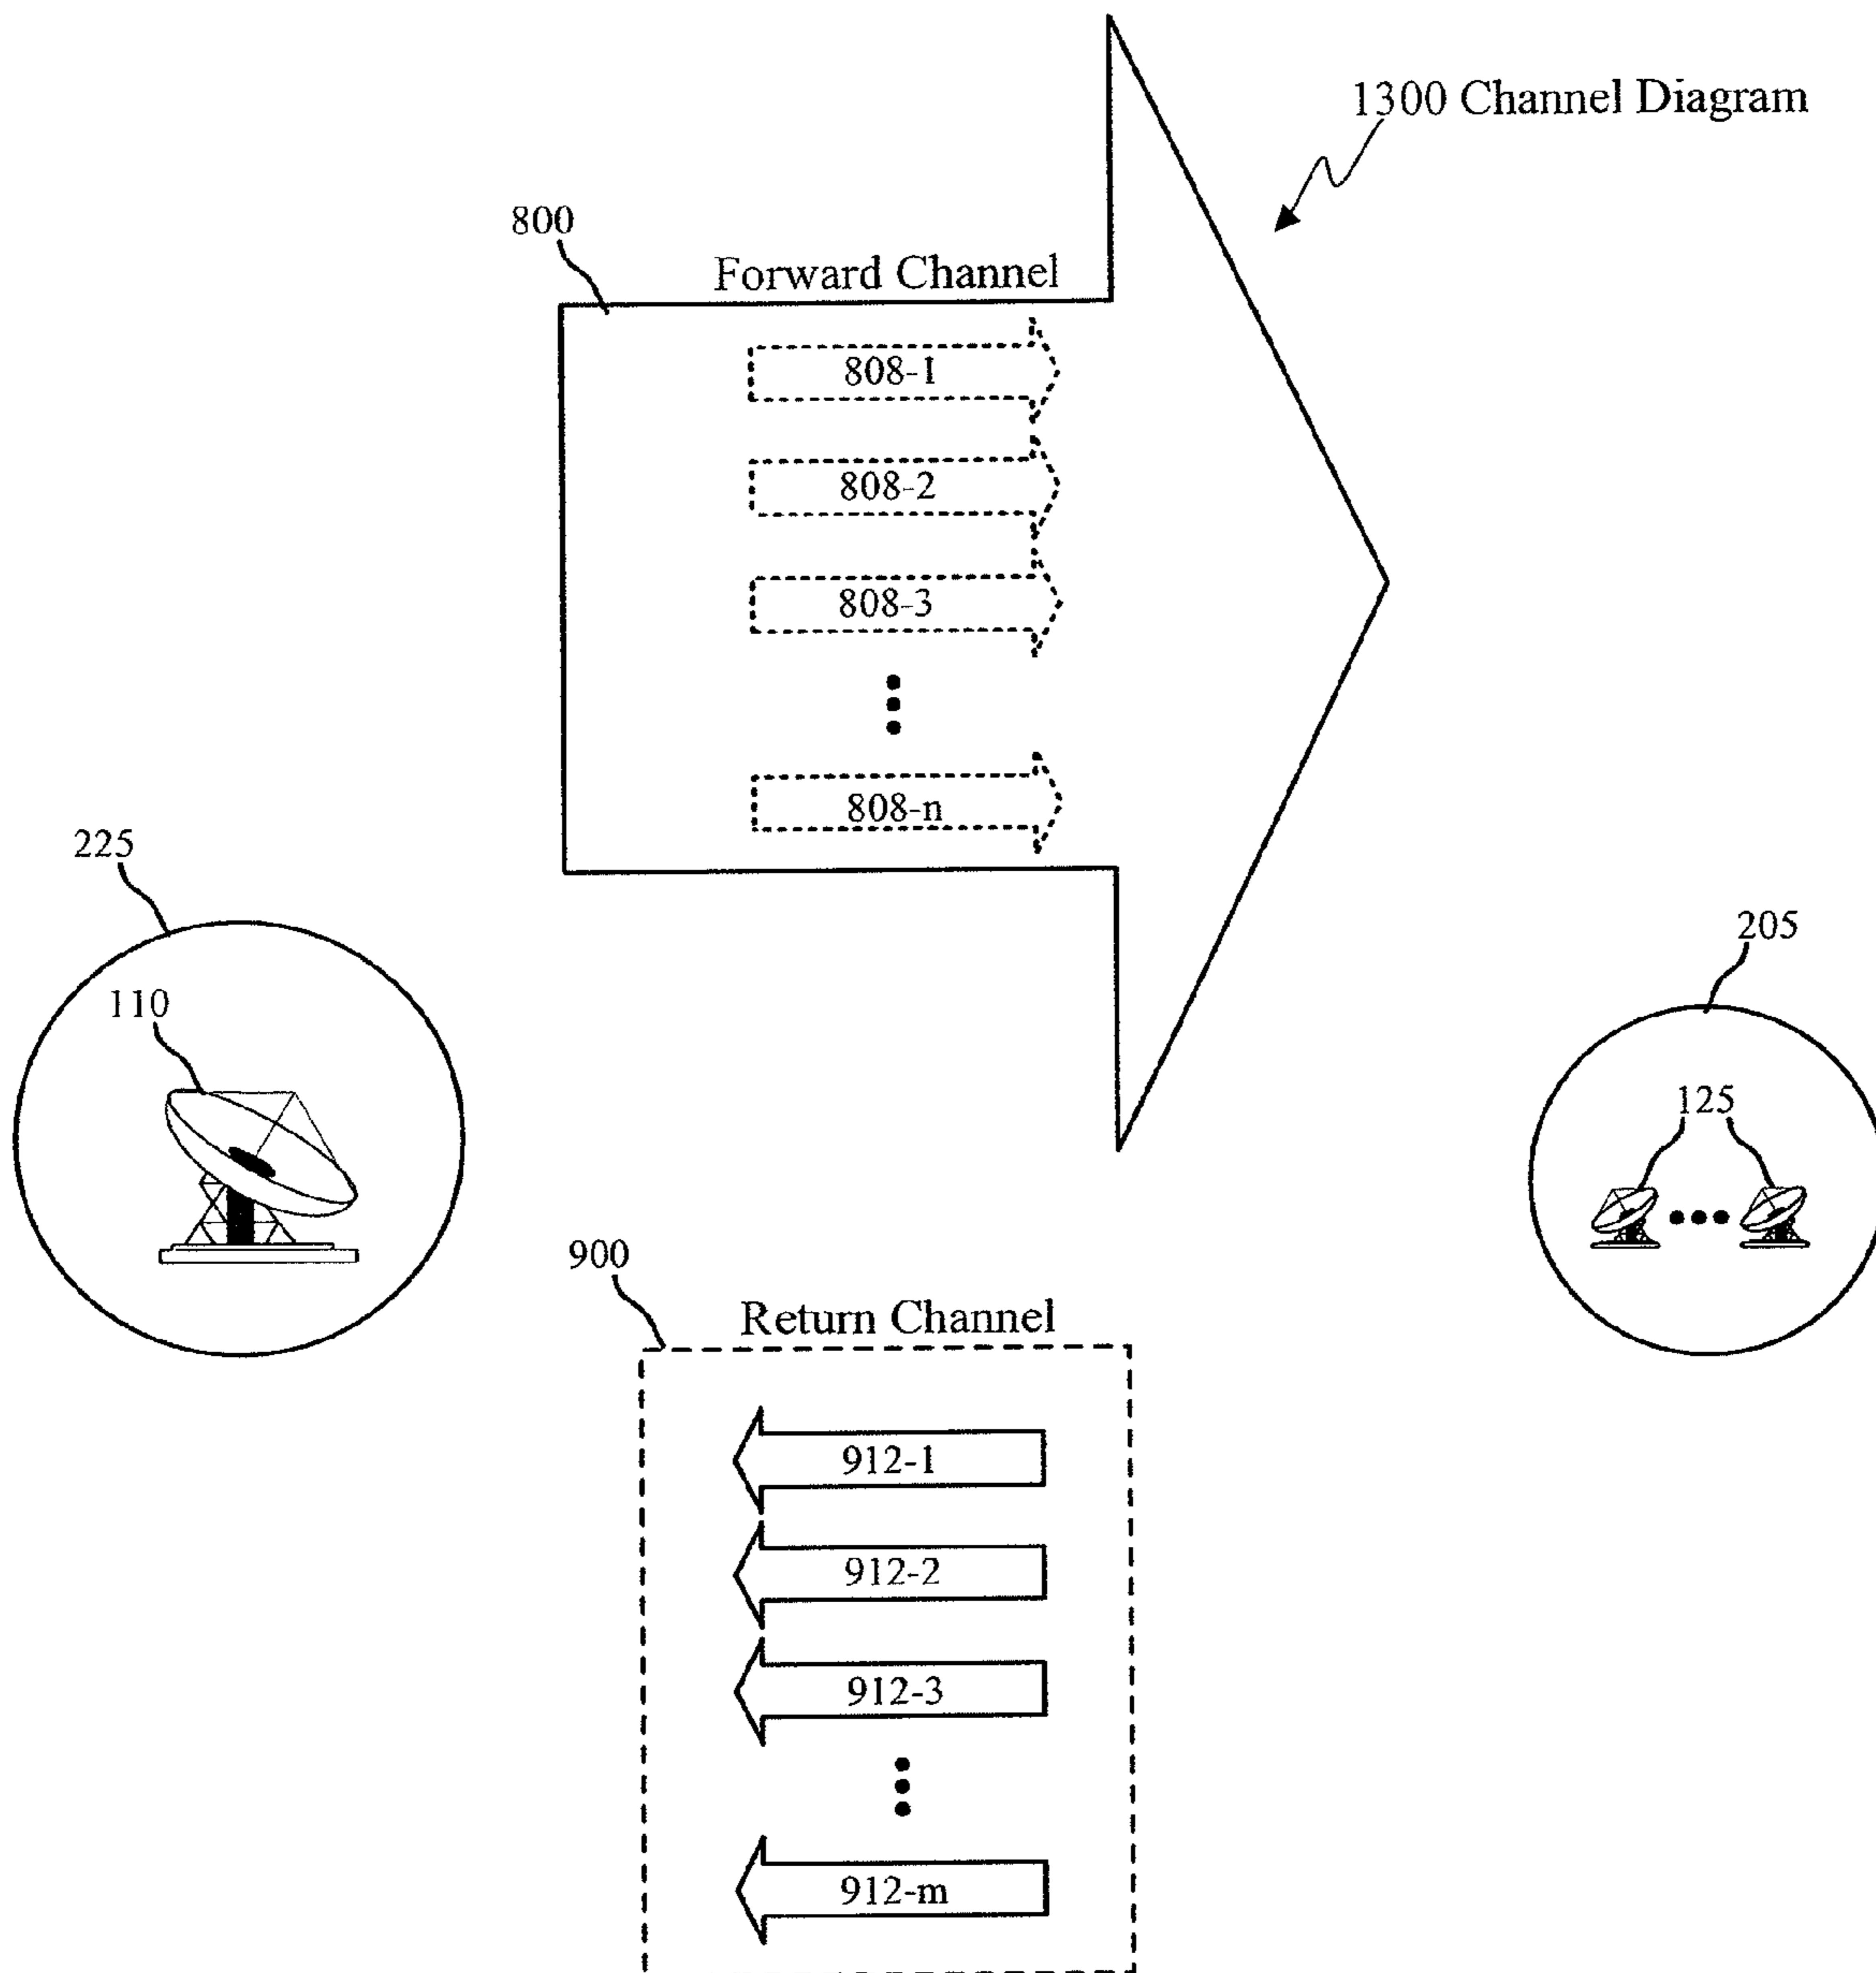 1300 Channel Diagram
800
Forward Channel
808-1
808-2
808-3
808-n
225
110
205
125
900
Return Channel
912-1
912-2
912-3
912-m